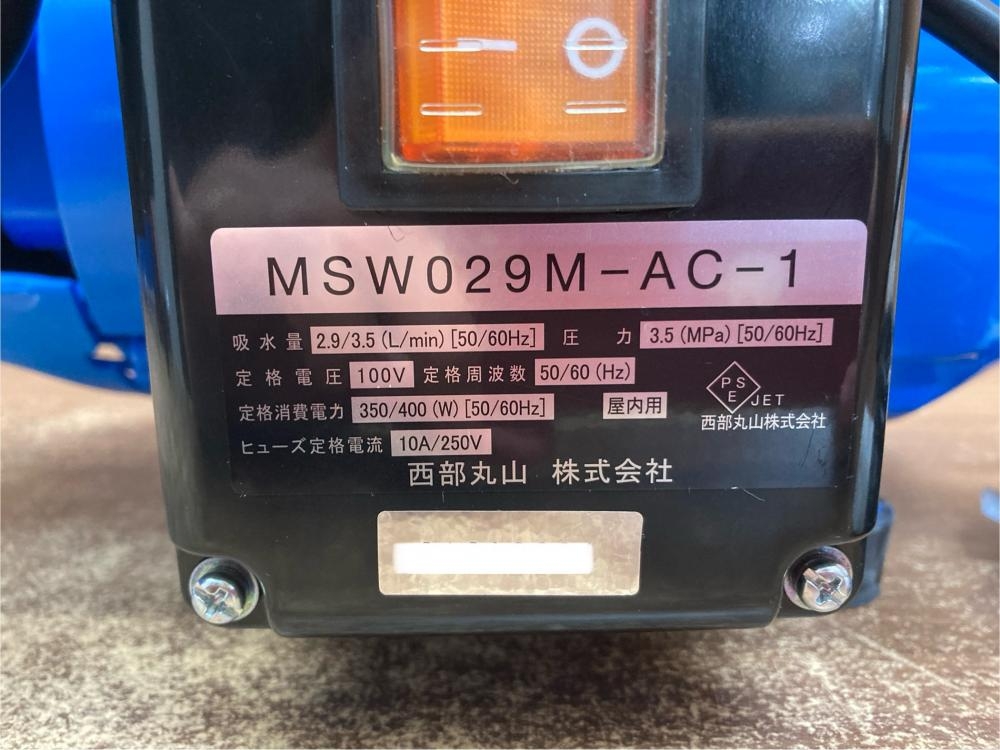 MSW029M-AC-1
吸水量 2.9/3.5 (L/min) [50/60Hz] 圧力 3.5 (MPa) [50/60Hz]
定格電圧 100V 定格周波数 50/60 (Hz)
PSE JET
定格消費電力 350/400 (W) [50/60Hz] 屋内用
西部丸山株式会社
ヒューズ定格電流 10A/250V
西部丸山 株式会社